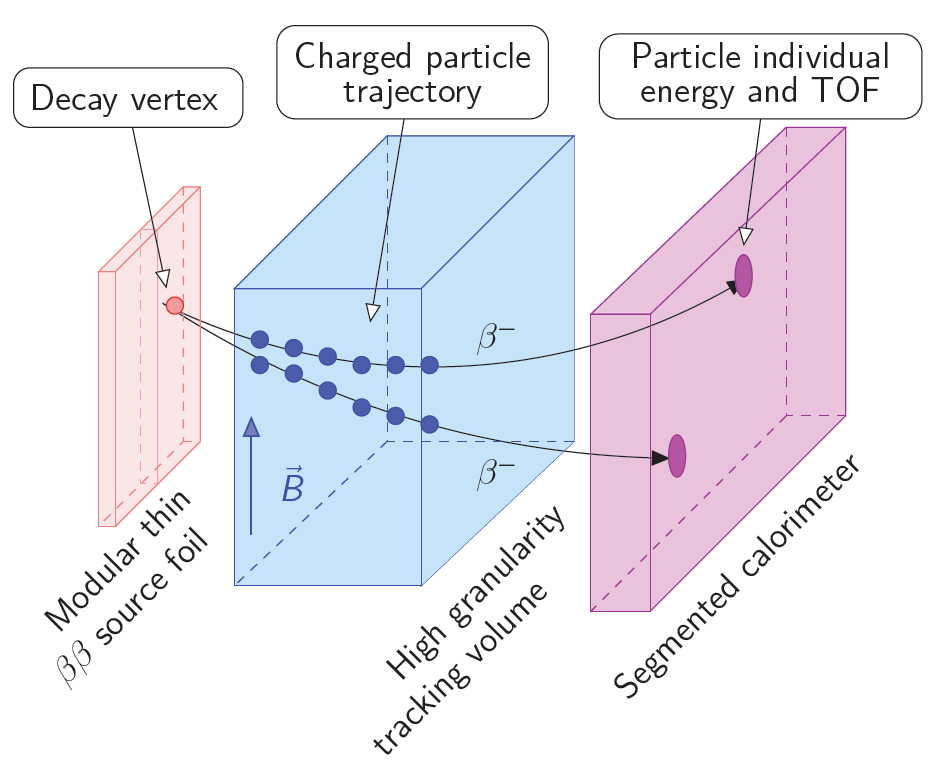 Decay vertex
Charged particle
trajectory
Particle individual
energy and TOF
β⁻
β⁻
B⃗
Modular thin
ββ source foil
High granularity
tracking volume
Segmented calorimeter